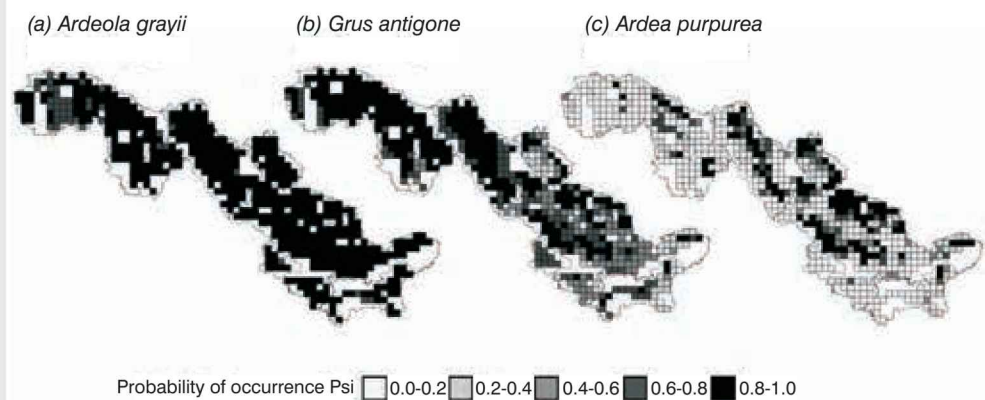 (a) Ardeola grayii (b) Grus antigone (c) Ardea purpurea
Probability of occurrence Psi 0.0-0.2 0.2-0.4 0.4-0.6 0.6-0.8 0.8-1.0